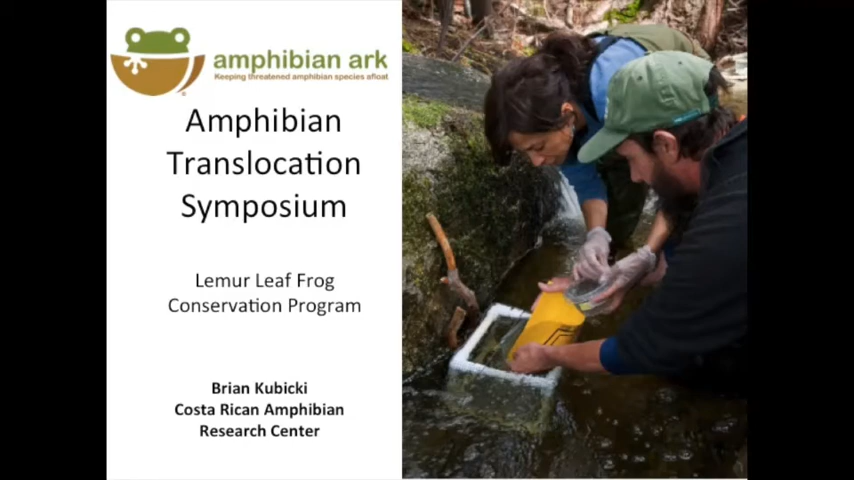 amphibian ark
Keeping threatened amphibian species afloat
Amphibian
Translocation
Symposium
Lemur Leaf Frog
Conservation Program
Brian Kubicki
Costa Rican Amphibian
Research Center